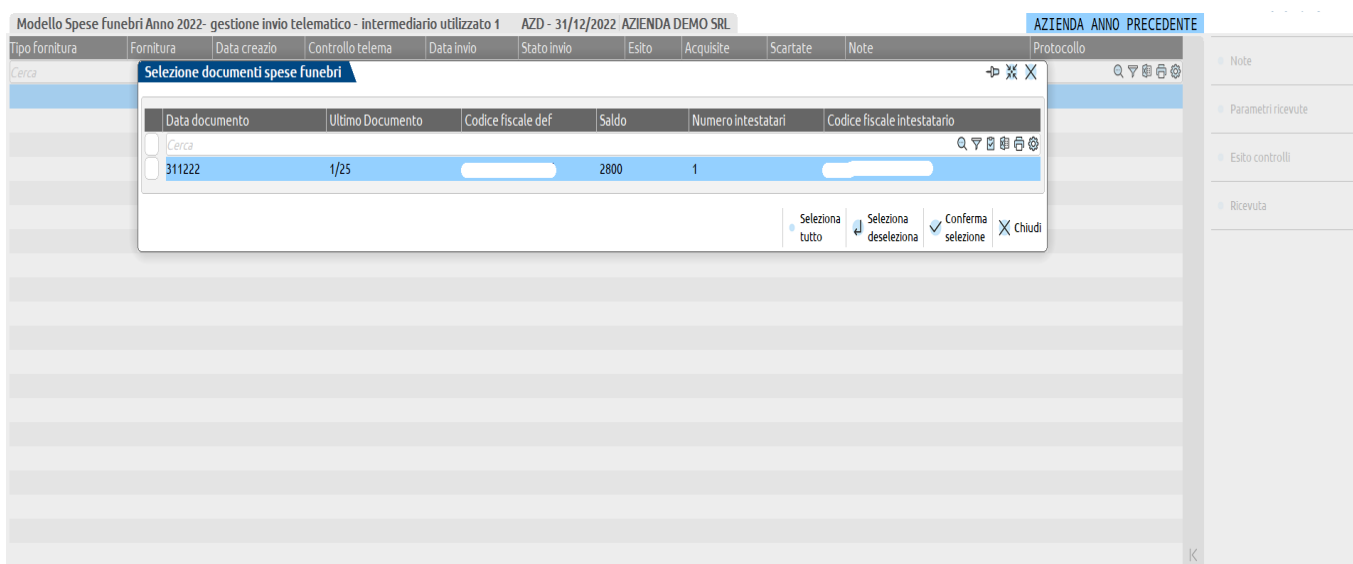 Modello Spese funebri Anno 2022- gestione invio telematico - intermediario utilizzato 1 AZD - 31/12/2022 AZIENDA DEMO SRL AZIENDA ANNO PRECEDENTE
Tipo fornitura Fornitura Data creazio Controllo telema Data invio Stato invio Esito Acquisite Scartate Note Protocollo
Cerca
Selezione documenti spese funebri
Data documento Ultimo Documento Codice fiscale def Saldo Numero intestatari Codice fiscale intestatario
Cerca
311222 1/25 2800 1
Seleziona tutto
Seleziona deseleziona
Conferma selezione
Chiudi
Note
Parametri ricevute
Esito controlli
Ricevuta